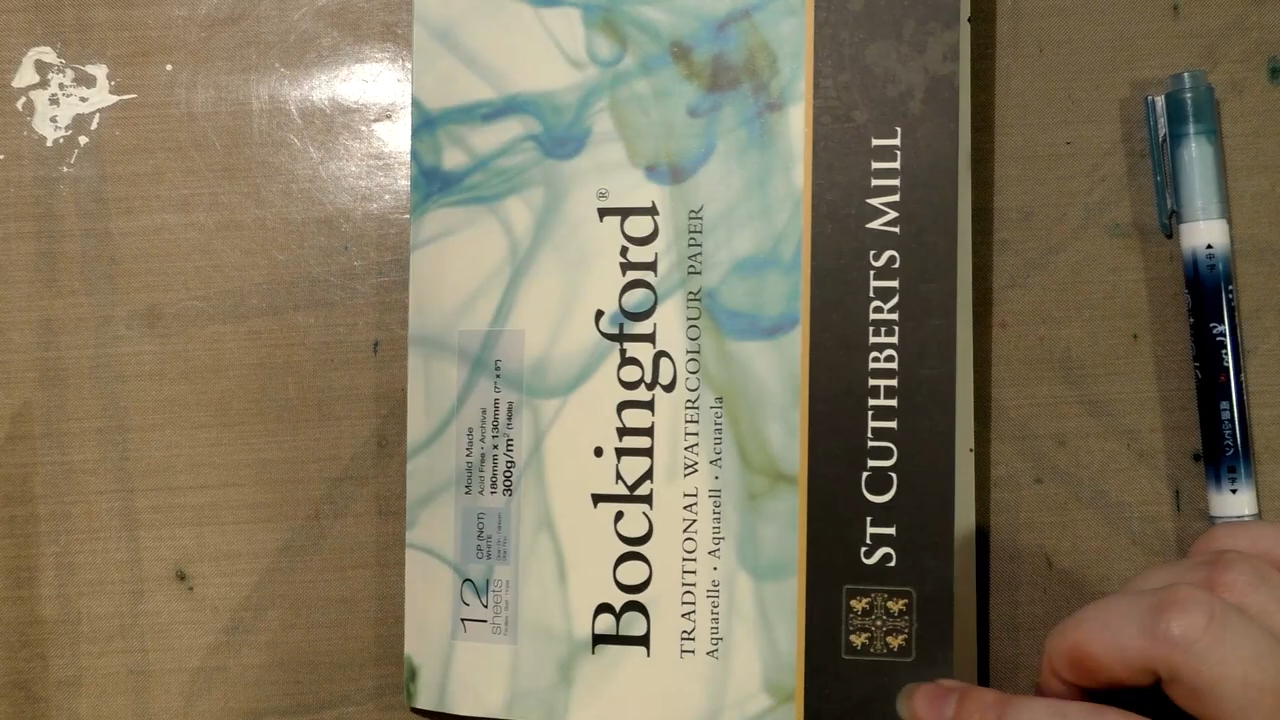 ST CUTHBERTS MILL
Bockingford®
TRADITIONAL WATERCOLOUR PAPER
Aquarelle • Aquarell • Acuarela
12
sheets
CP (NOT)
WHITE
Mould Made
Acid Free • Archival
180mm x 130mm (7" x 5")
300g/m² (140lb)